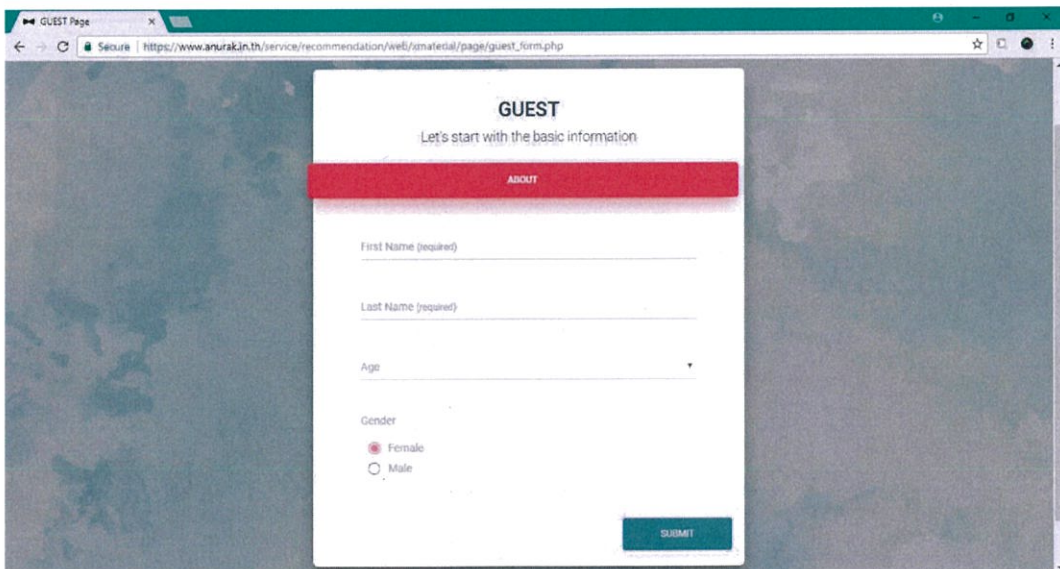 GUEST Page
Secure | https://www.anurak.in.th/service/recommendation/web/xmaterial/page/guest_form.php
GUEST
Let's start with the basic information
ABOUT
First Name (required)
Last Name (required)
Age
Gender
Female
Male
SUBMIT